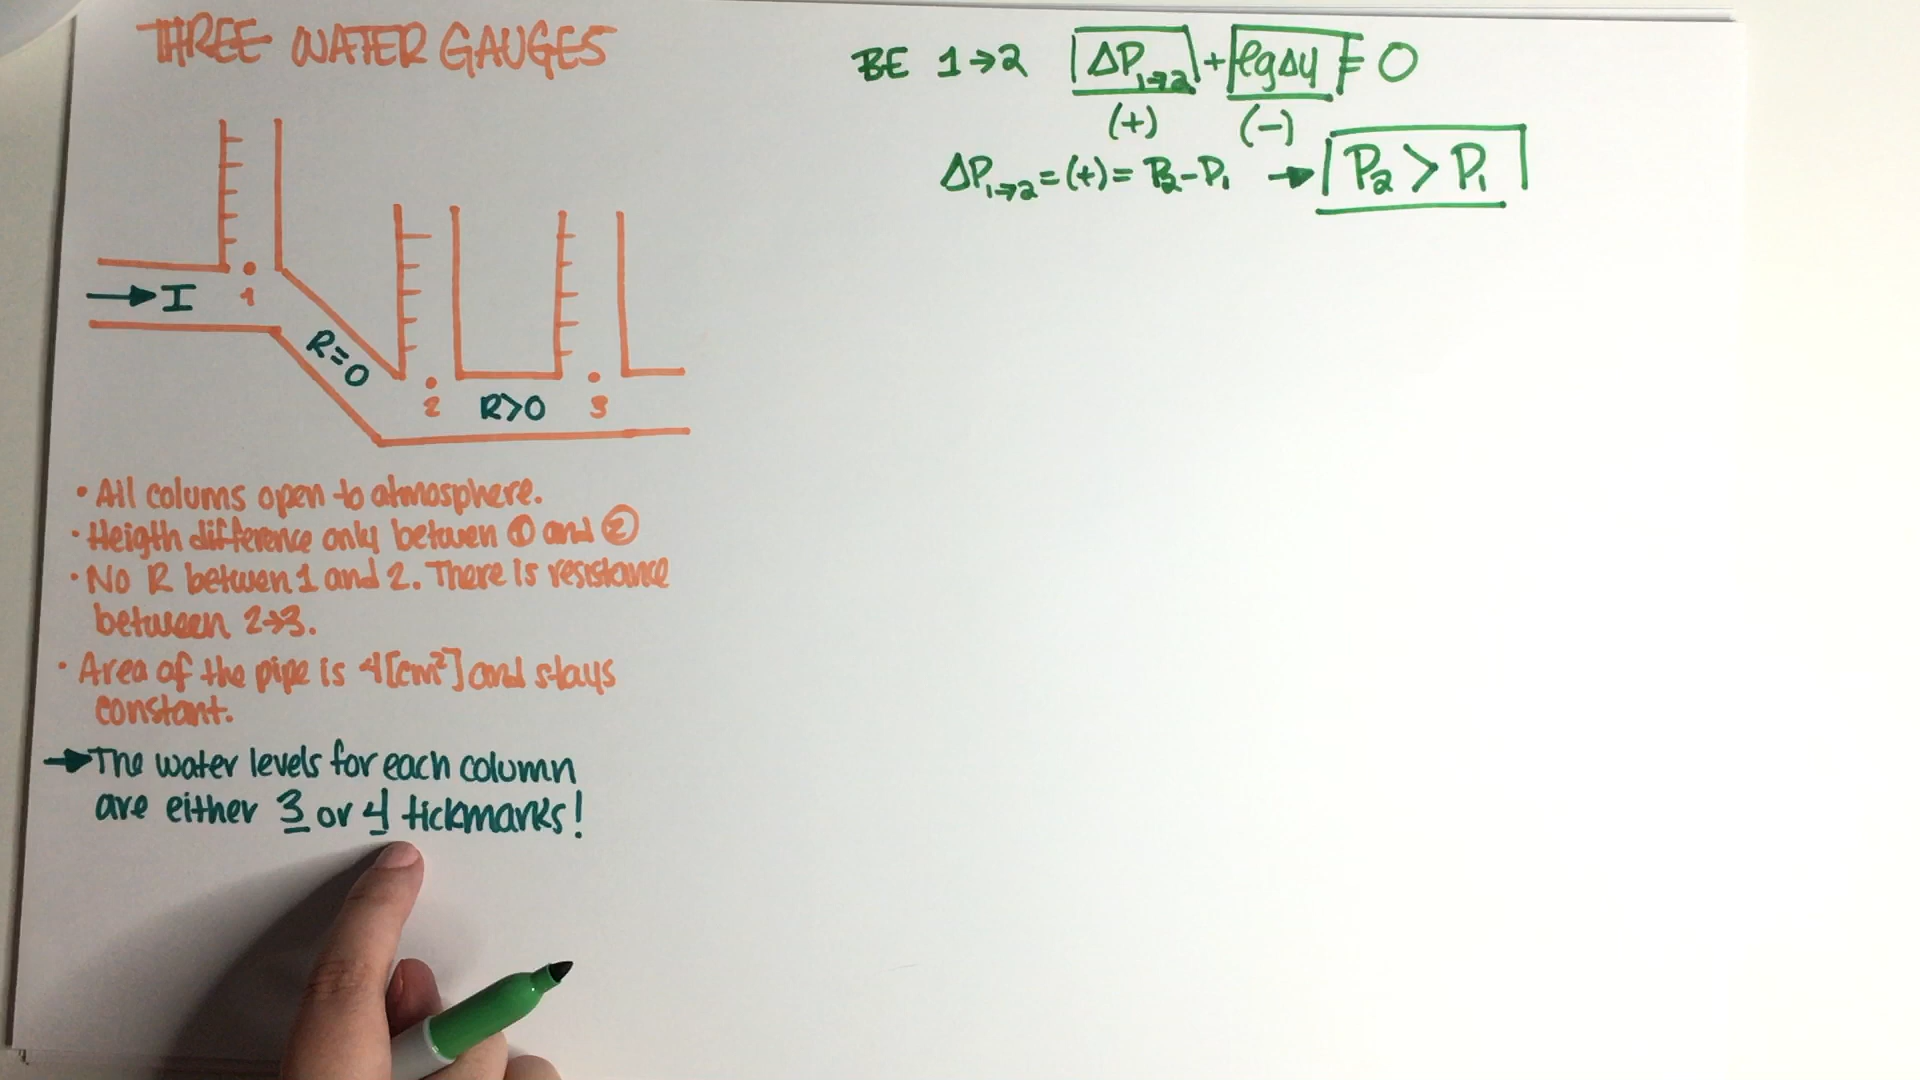 THREE WATER GAUGES
I
1
R=0
2
R>0
3
• All colums open to atmosphere.
• Heigth difference only betwen ① and ②
• No R betwen 1 and 2. There is resistance
between 2→3.
• Area of the pipe is 4[cm²] and stays
constant.
→ The water levels for each column
are either 3 or 4 tickmarks!
BE 1→2 ΔP₁→₂ + ρgΔy = 0
(+) (-)
ΔP₁→₂ = (+) = P₂-P₁ → P₂ > P₁